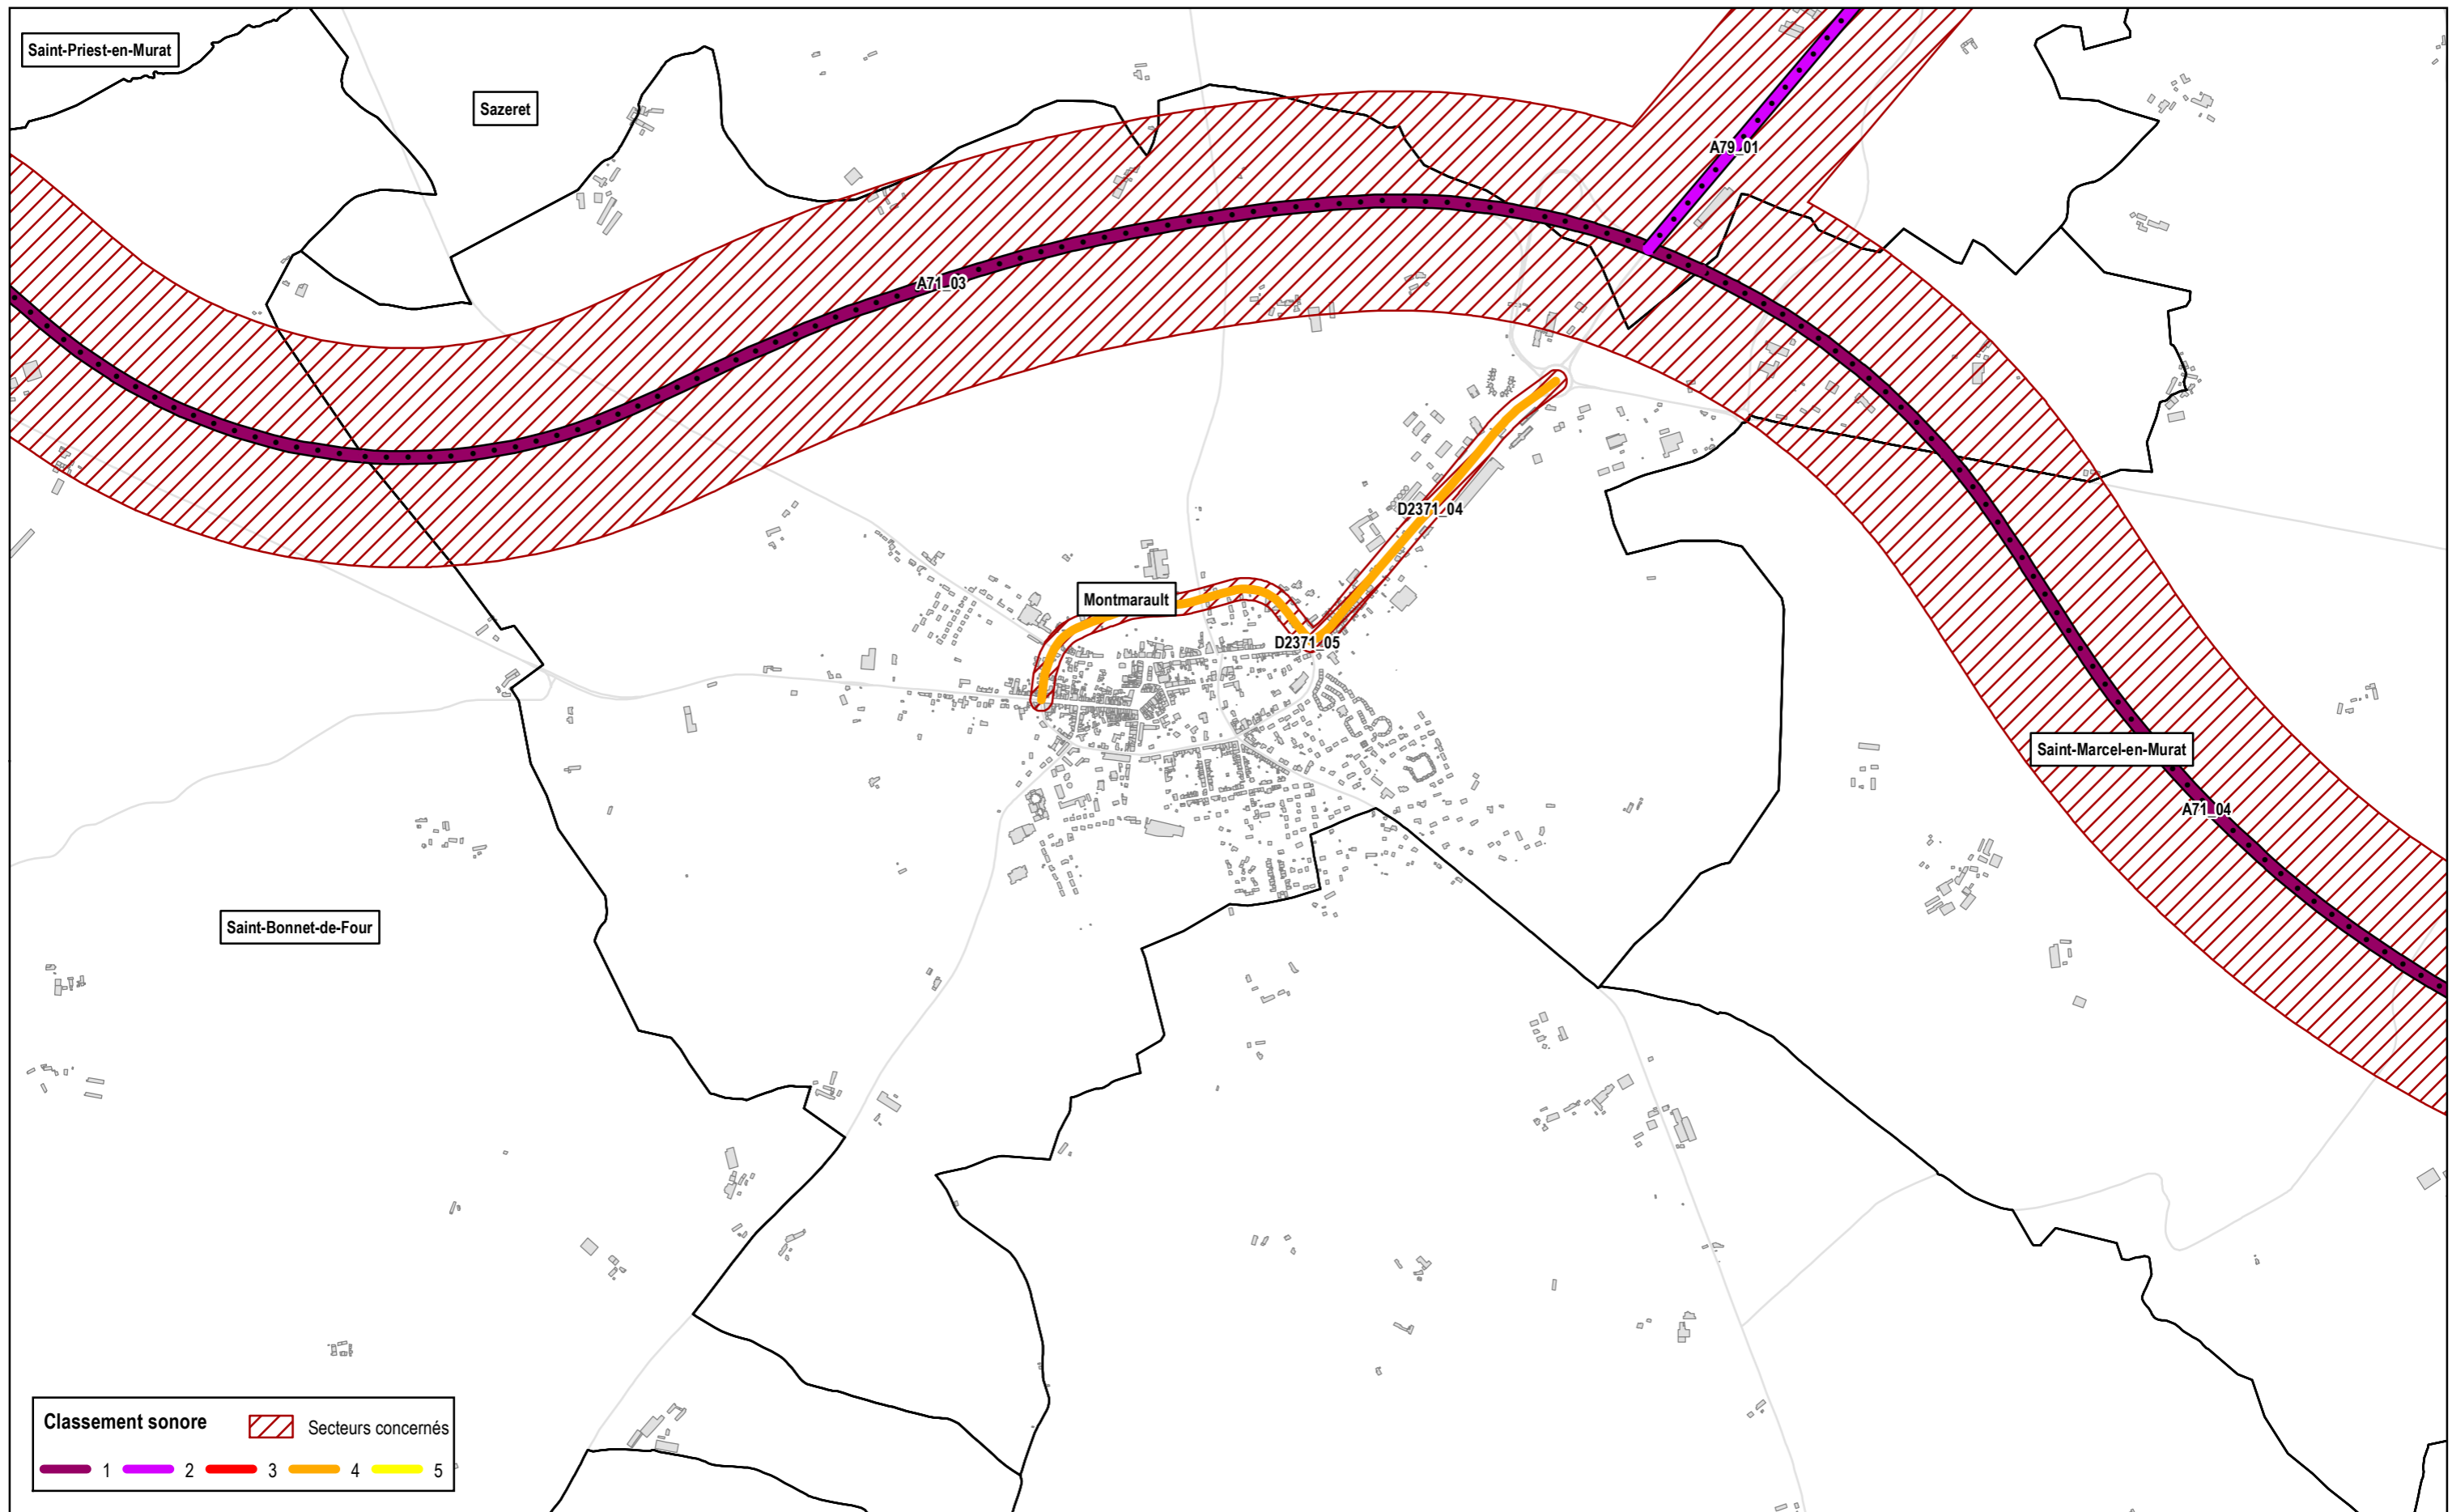 Saint-Priest-en-Murat
Sazeret
A79_01
A71_03
D2371_04
Montmarault
D2371_05
Saint-Marcel-en-Murat
A71_04
Saint-Bonnet-de-Four
Classement sonore
Secteurs concernés
1 2 3 4 5